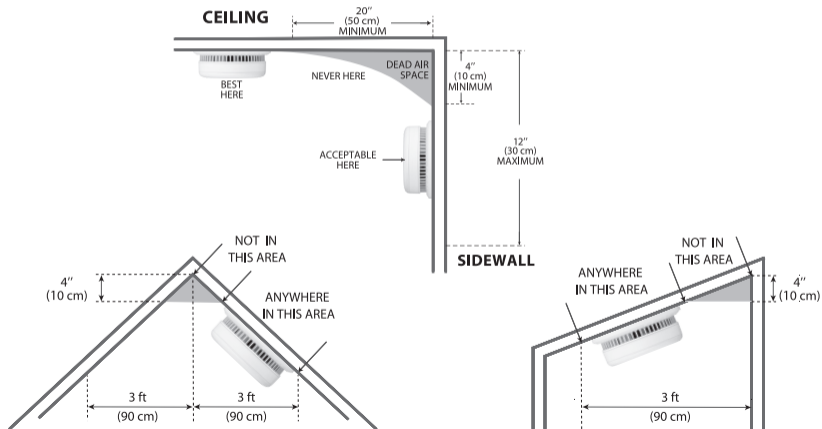 CEILING
20"
(50 cm)
MINIMUM
BEST
HERE
NEVER HERE
DEAD AIR
SPACE
4"
(10 cm)
MINIMUM
ACCEPTABLE
HERE
12"
(30 cm)
MAXIMUM
SIDEWALL
NOT IN
THIS AREA
4"
(10 cm)
ANYWHERE
IN THIS AREA
3 ft
(90 cm)
3 ft
(90 cm)
NOT IN
THIS AREA
ANYWHERE
IN THIS AREA
4"
(10 cm)
3 ft
(90 cm)